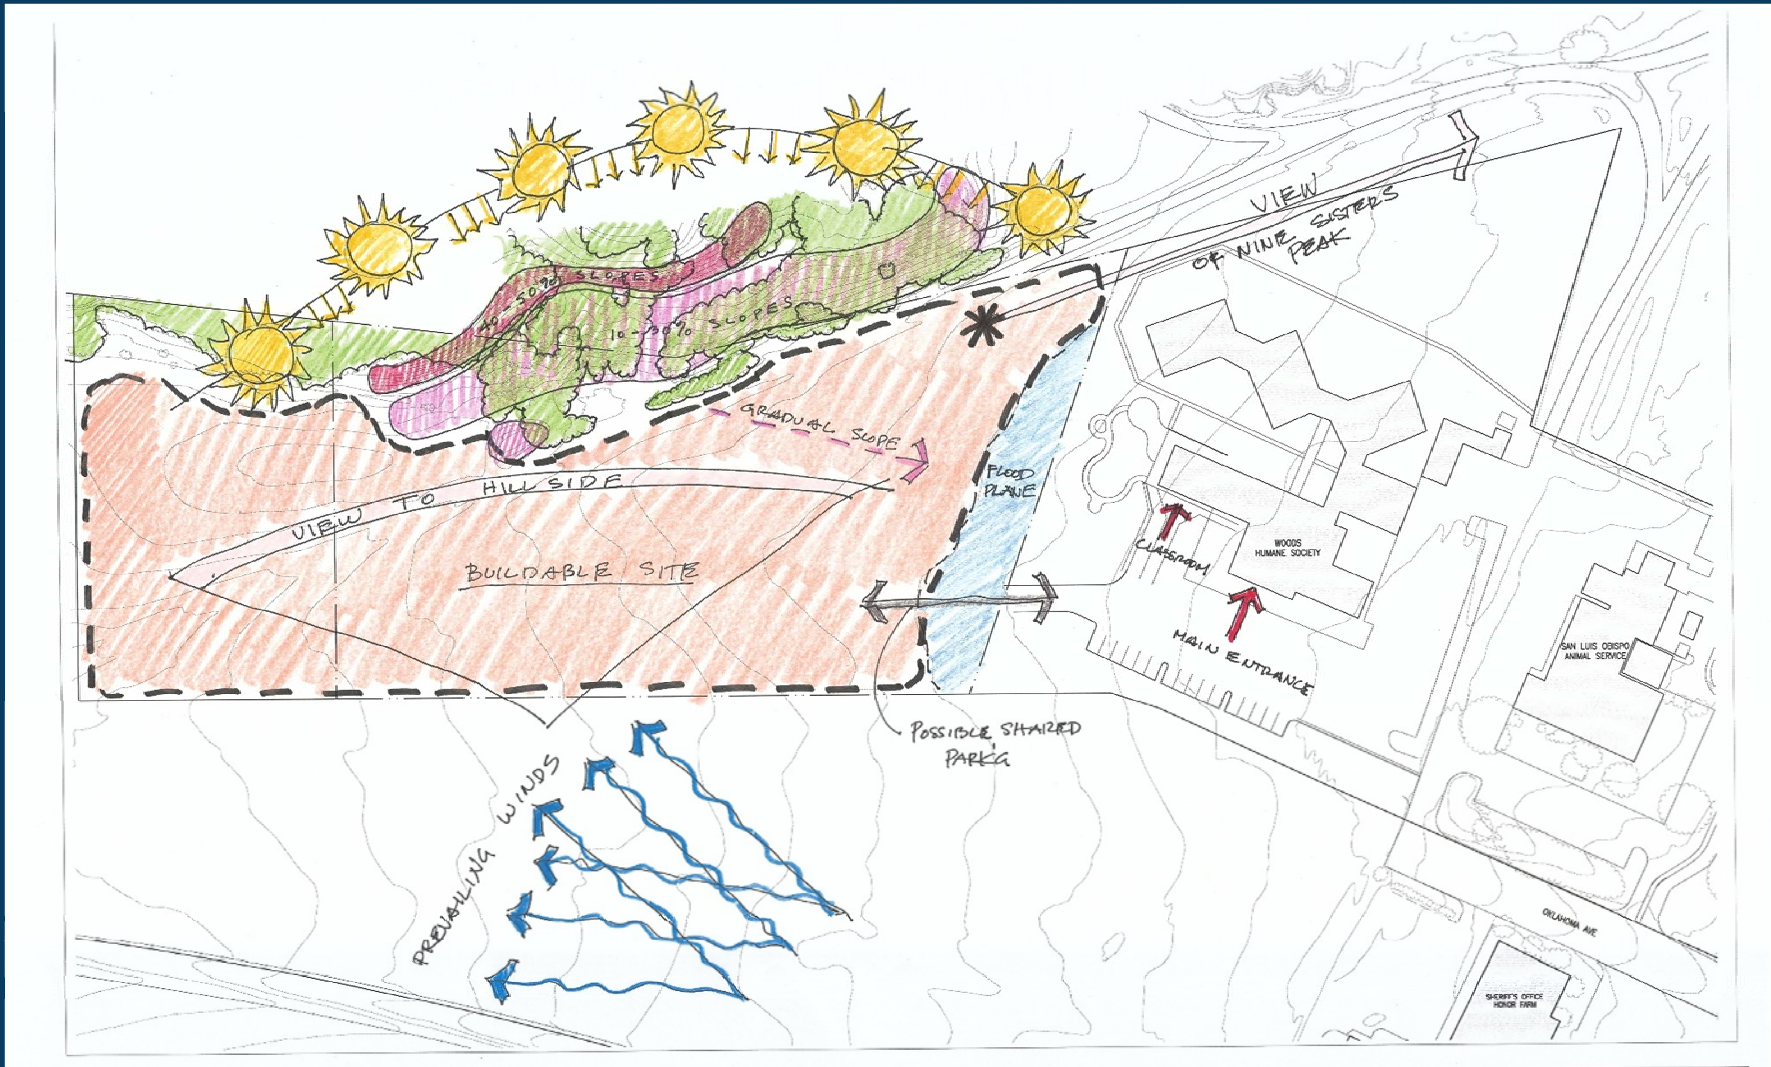 VIEW
OF NINE SISTERS
PEAK
40-50% SLOPES
10-30% SLOPES
GRADUAL SLOPE
VIEW TO HILLSIDE
FLOOD
PLANE
BUILDABLE SITE
CLASSROOM
WOODS
HUMANE SOCIETY
MAIN ENTRANCE
SAN LUIS OBISPO
ANIMAL SERVICE
POSSIBLE SHARED
PARK'G
PREVAILING WINDS
OKLAHOMA AVE
SHERIFF'S OFFICE
HONOR FARM